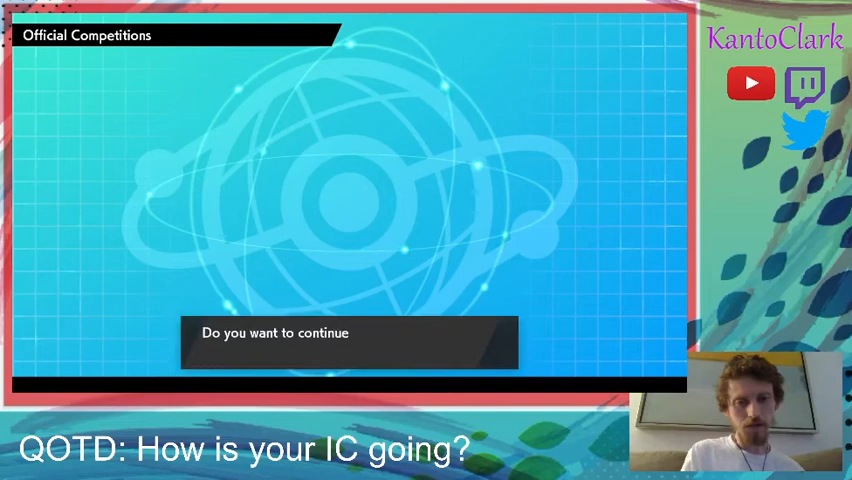 Official Competitions
KantoClark
Do you want to continue
QOTD: How is your IC going?